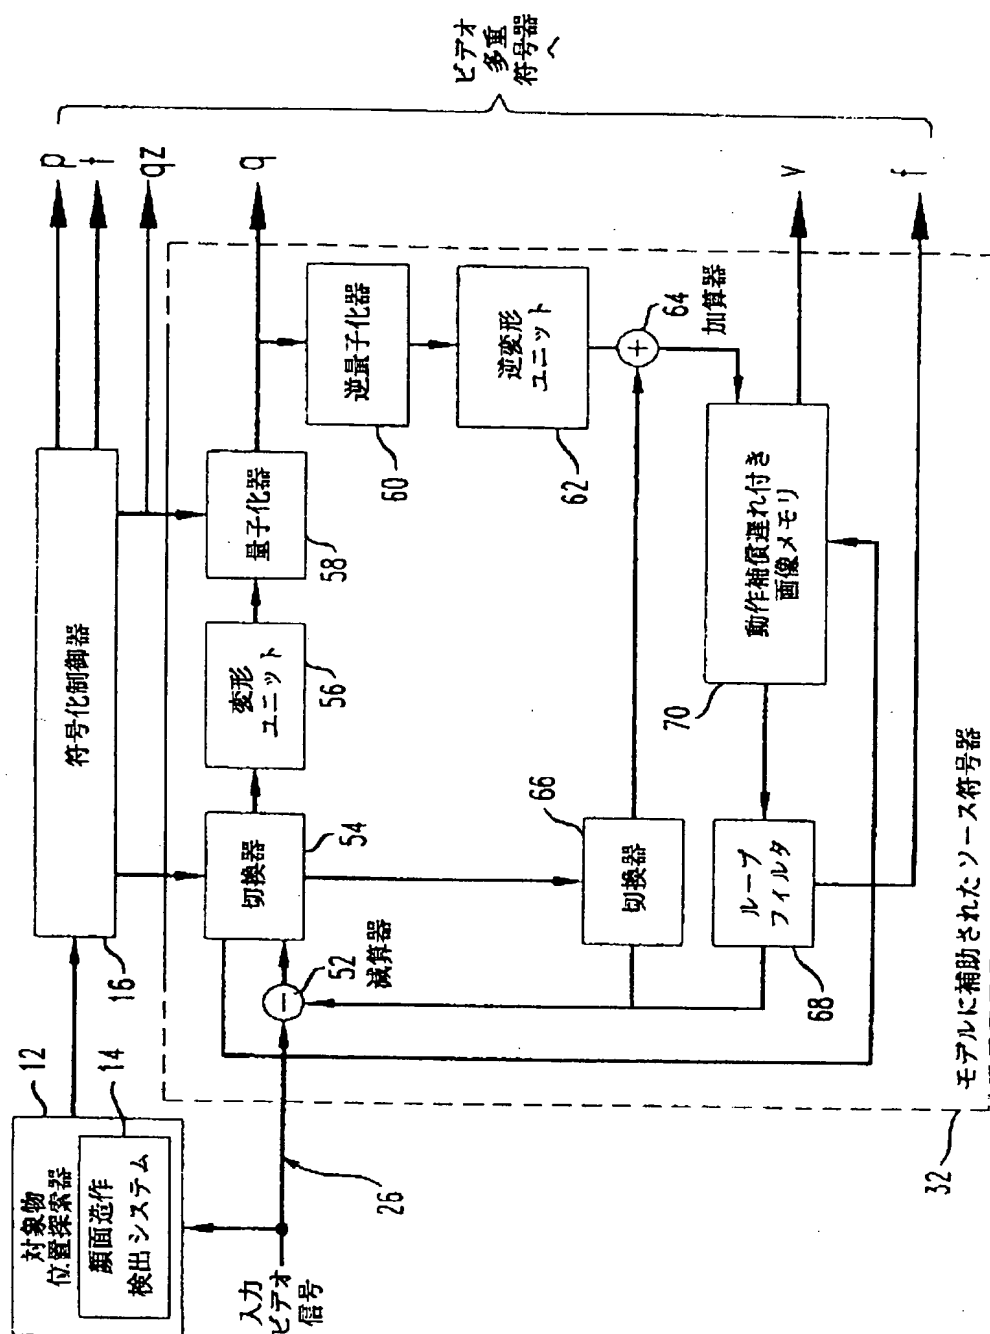 対象物
位置探索器
12
顔面造作
検出システム
14
入力
ビデオ
信号
26
符号化制御器
16
p
t
qz
q
v
f
ビデオ
多重
符号器
へ
52
減算器
切換器
54
変形
ユニット
56
量子化器
58
逆量子化器
60
逆変形
ユニット
62
64
加算器
切換器
66
ループ
フィルタ
68
動作補償遅れ付き
画像メモリ
70
32
モデルに補助されたソース符号器